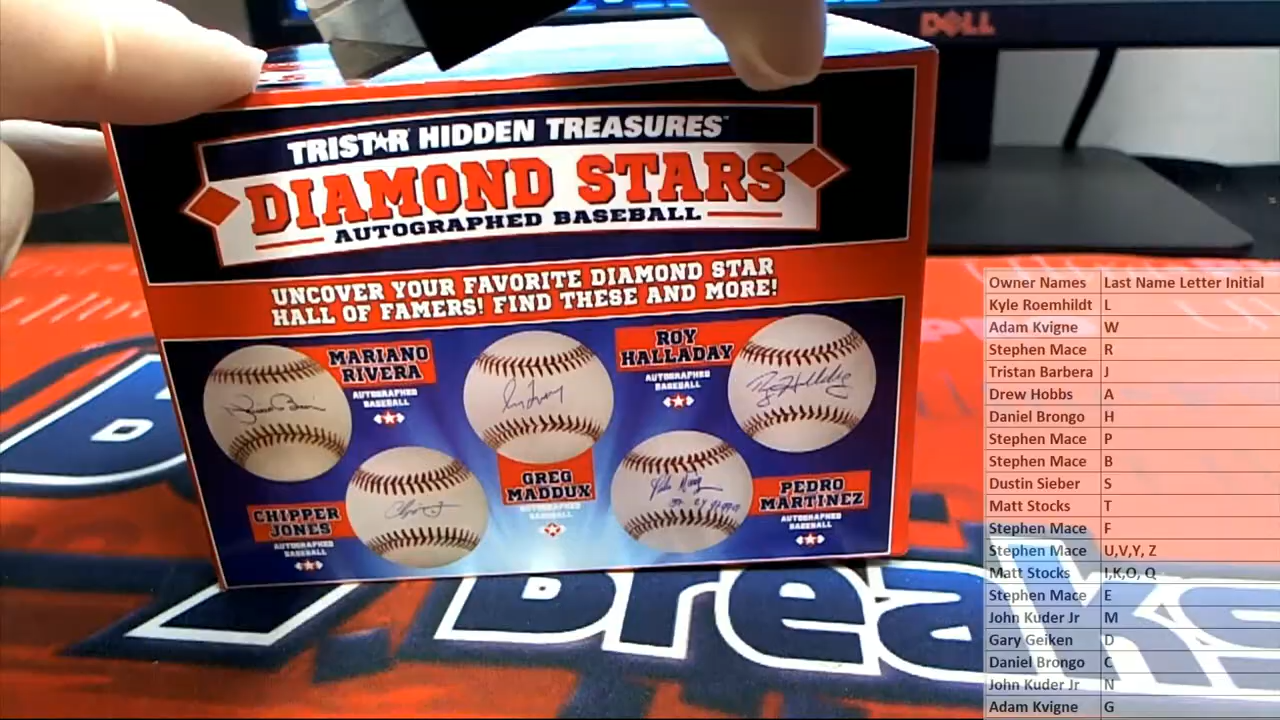 DELL
TRISTAR HIDDEN TREASURES™
DIAMOND STARS
AUTOGRAPHED BASEBALL
UNCOVER YOUR FAVORITE DIAMOND STAR
HALL OF FAMERS! FIND THESE AND MORE!
MARIANO
RIVERA
AUTOGRAPHED
BASEBALL
ROY
HALLADAY
AUTOGRAPHED
BASEBALL
GREG
MADDUX
AUTOGRAPHED
BASEBALL
CHIPPER
JONES
AUTOGRAPHED
BASEBALL
PEDRO
MARTINEZ
AUTOGRAPHED
BASEBALL
Breaks
Owner Names Last Name Letter Initial
Kyle Roemhildt L
Adam Kvigne W
Stephen Mace R
Tristan Barbera J
Drew Hobbs A
Daniel Brongo H
Stephen Mace P
Stephen Mace B
Dustin Sieber S
Matt Stocks T
Stephen Mace F
Stephen Mace U,V,Y, Z
Matt Stocks I,K,O, Q
Stephen Mace E
John Kuder Jr M
Gary Geiken D
Daniel Brongo C
John Kuder Jr N
Adam Kvigne G